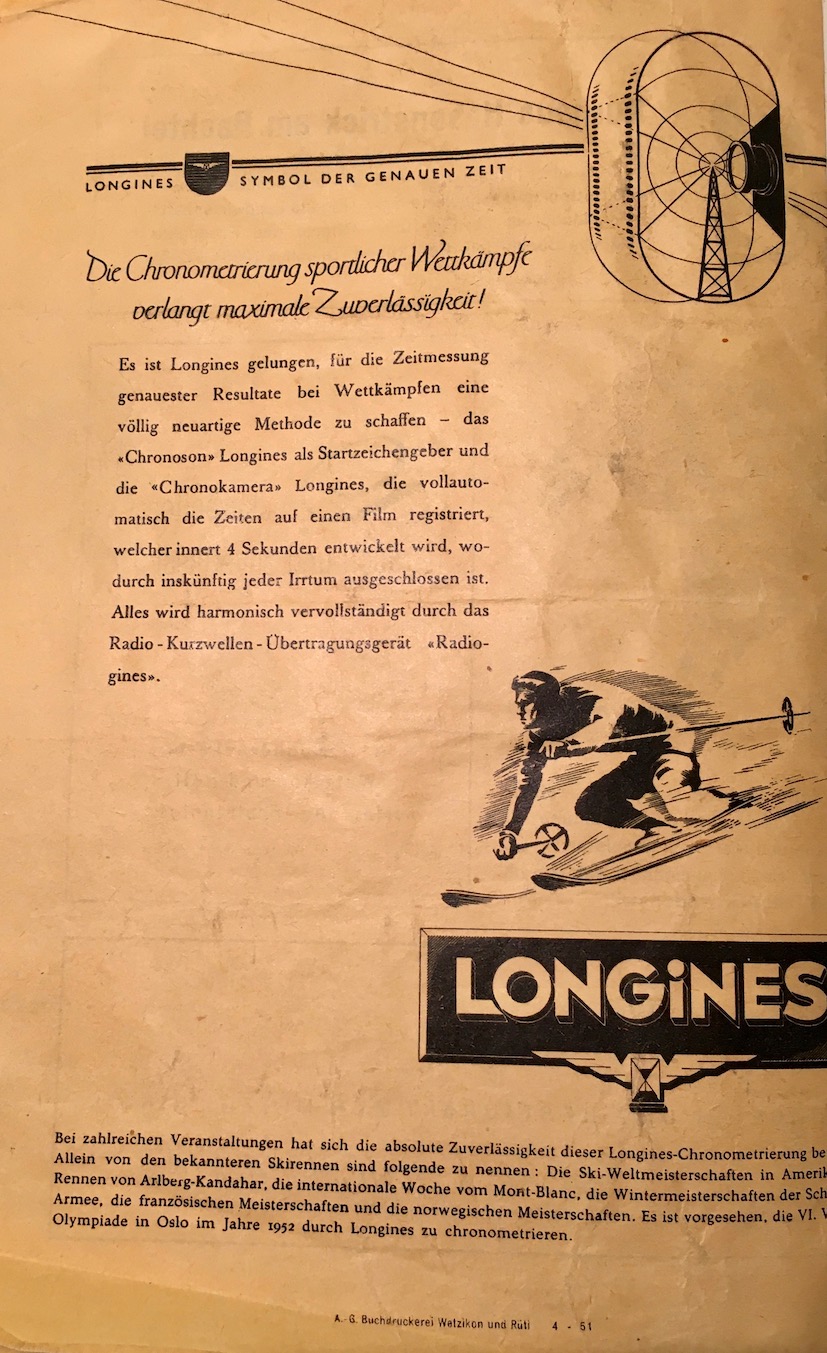 LONGINES SYMBOL DER GENAUEN ZEIT
Die Chronometrierung sportlicher Wettkämpfe
verlangt maximale Zuverlässigkeit!
Es ist Longines gelungen, für die Zeitmessung
genauester Resultate bei Wettkämpfen eine
völlig neuartige Methode zu schaffen – das
«Chronoson» Longines als Startzeichengeber und
die «Chronokamera» Longines, die vollauto-
matisch die Zeiten auf einen Film registriert,
welcher innert 4 Sekunden entwickelt wird, wo-
durch inskünftig jeder Irrtum ausgeschlossen ist.
Alles wird harmonisch vervollständigt durch das
Radio-Kurzwellen-Übertragungsgerät «Radio-
gines».
LONGiNES
Bei zahlreichen Veranstaltungen hat sich die absolute Zuverlässigkeit dieser Longines-Chronometrierung be
Allein von den bekannteren Skirennen sind folgende zu nennen: Die Ski-Weltmeisterschaften in Amerik
Rennen von Arlberg-Kandahar, die internationale Woche vom Mont-Blanc, die Wintermeisterschaften der Sch
Armee, die französischen Meisterschaften und die norwegischen Meisterschaften. Es ist vorgesehen, die VI.
Olympiade in Oslo im Jahre 1952 durch Longines zu chronometrieren.
A.-G. Buchdruckerei Wetzikon und Rüti 4 - 51